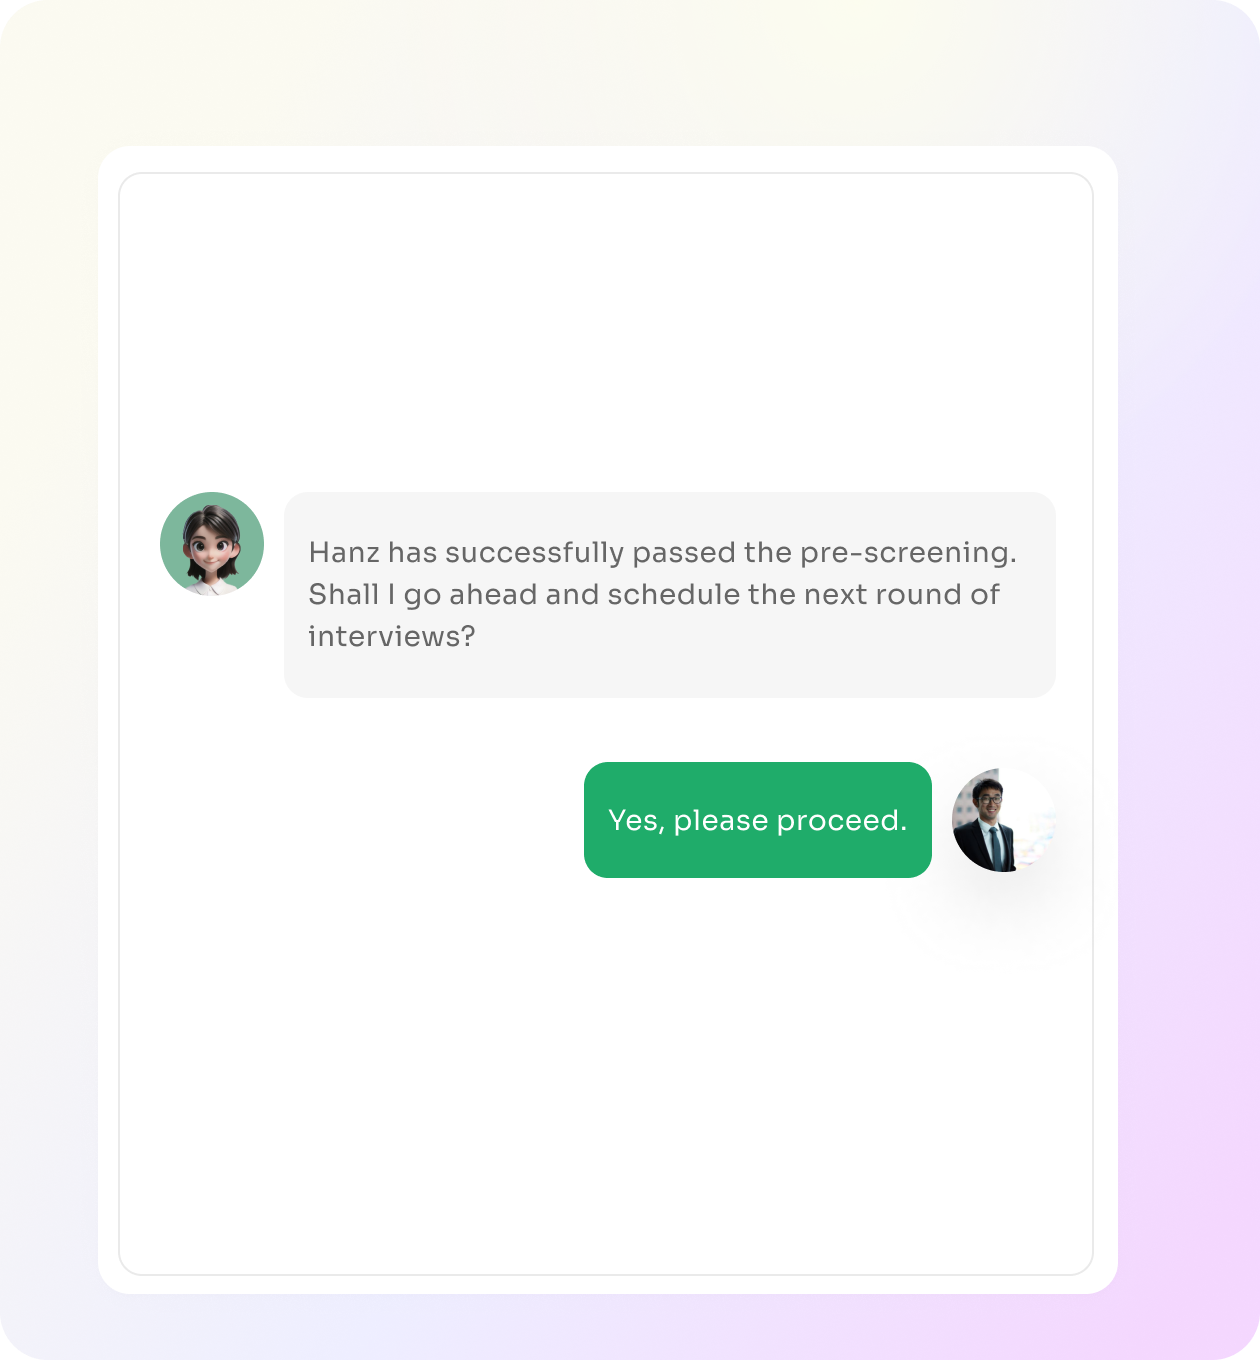 Hanz has successfully passed the pre-screening.
Shall I go ahead and schedule the next round of
interviews?
Yes, please proceed.